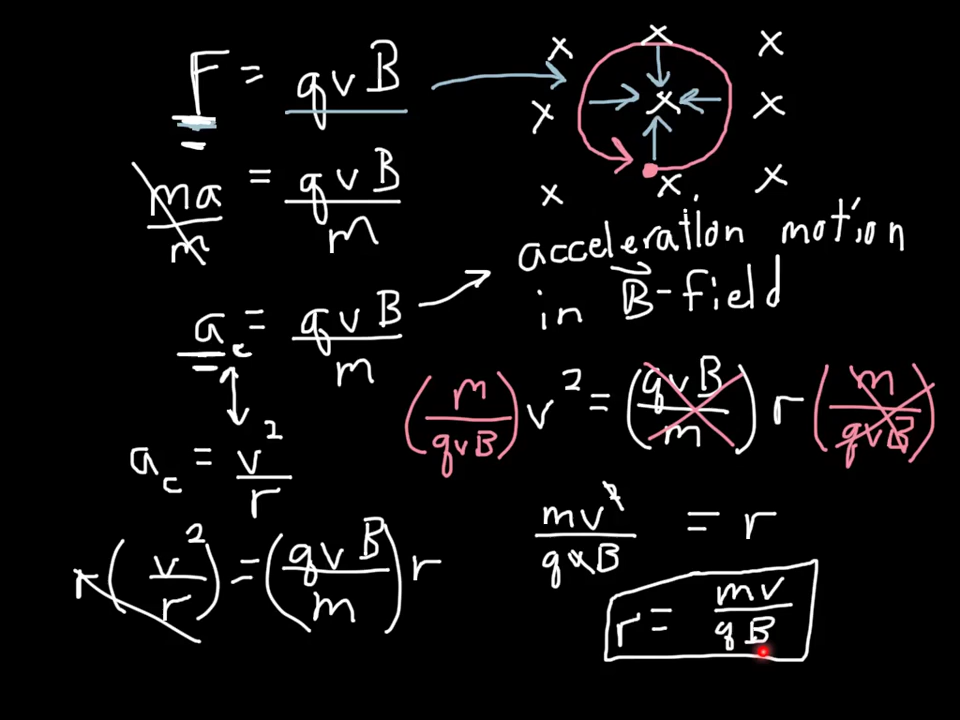 F = qvB
x x x
x x x
x x x
ma/m = qvB/m
a_c = qvB/m
acceleration motion
in B⃗-field
a_c = v²/r
(m/qvB) v² = (qvB/m) r (m/qvB)
r(v²/r) = (qvB/m) r
mv²/qvB = r
r = mv/qB